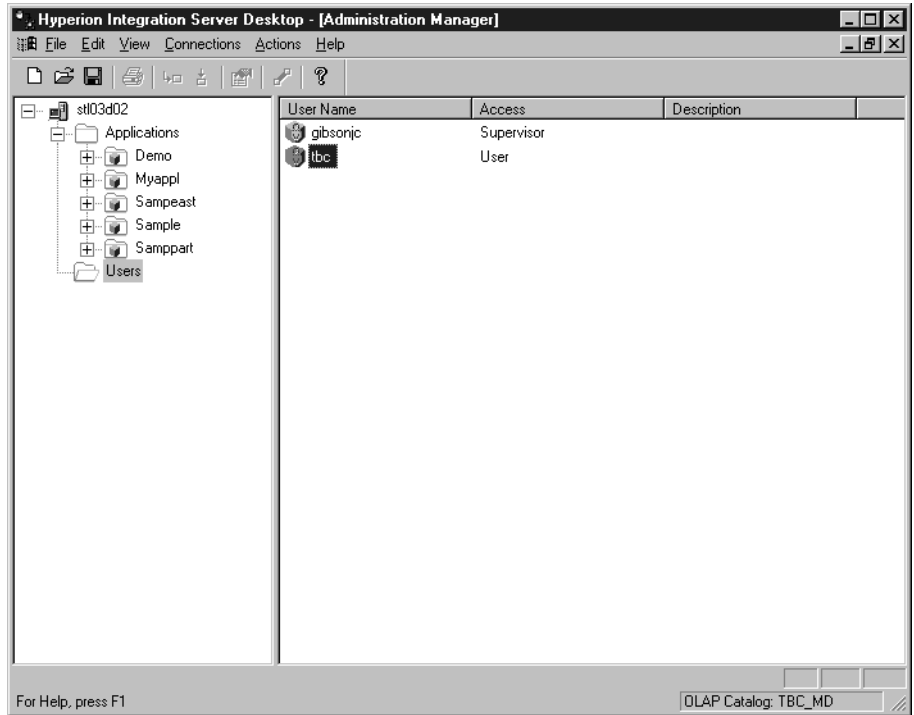 Hyperion Integration Server Desktop - [Administration Manager]
File Edit View Connections Actions Help
stl03d02
Applications
Demo
Myappl
Sampeast
Sample
Samppart
Users
User Name Access Description
gibsonjc Supervisor
tbc User
For Help, press F1 OLAP Catalog: TBC_MD